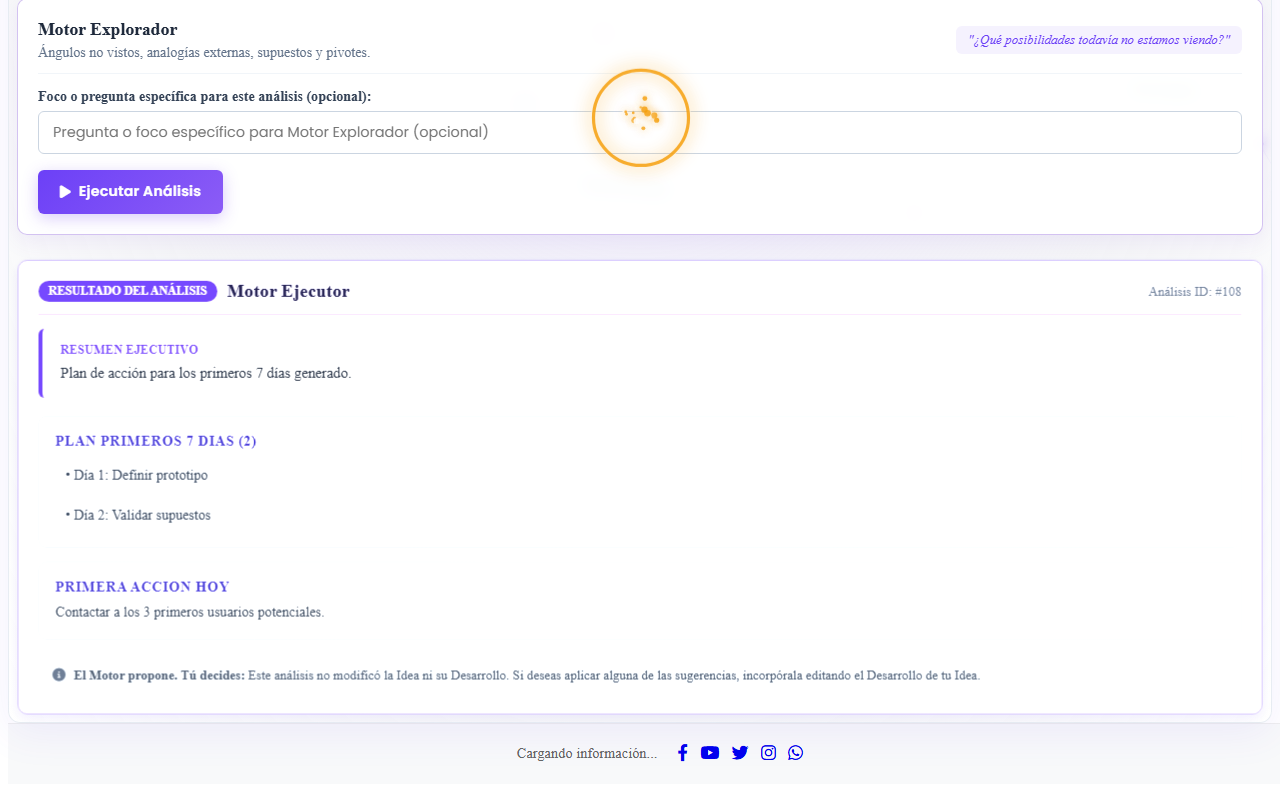 Motor Explorador
Ángulos no vistos, analogías externas, supuestos y pivotes.
"¿Qué posibilidades todavía no estamos viendo?"
Foco o pregunta específica para este análisis (opcional):
Pregunta o foco específico para Motor Explorador (opcional)
Ejecutar Análisis
RESULTADO DEL ANÁLISIS Motor Ejecutor
Análisis ID: #108
RESUMEN EJECUTIVO
Plan de acción para los primeros 7 días generado.
PLAN PRIMEROS 7 DIAS (2)
• Día 1: Definir prototipo
• Día 2: Validar supuestos
PRIMERA ACCION HOY
Contactar a los 3 primeros usuarios potenciales.
El Motor propone. Tú decides: Este análisis no modificó la Idea ni su Desarrollo. Si deseas aplicar alguna de las sugerencias, incorpórala editando el Desarrollo de tu Idea.
Cargando información...